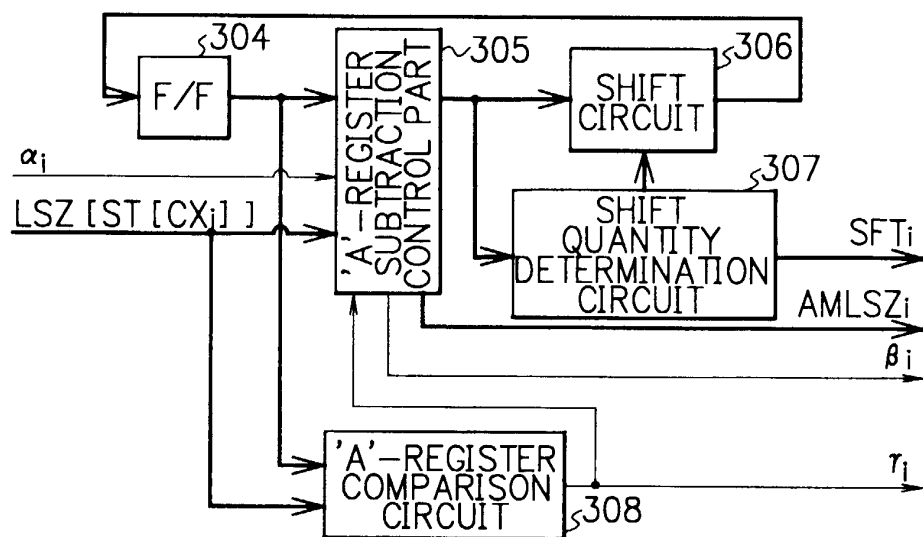 304
F/F
'A'-REGISTER
SUBTRACTION
CONTROL PART
305
SHIFT
CIRCUIT
306
αi
LSZ [ST [CXi] ]
SHIFT
QUANTITY
DETERMINATION
CIRCUIT
307
SFTi
AMLSZi
βi
'A'-REGISTER
COMPARISON
CIRCUIT
308
γi